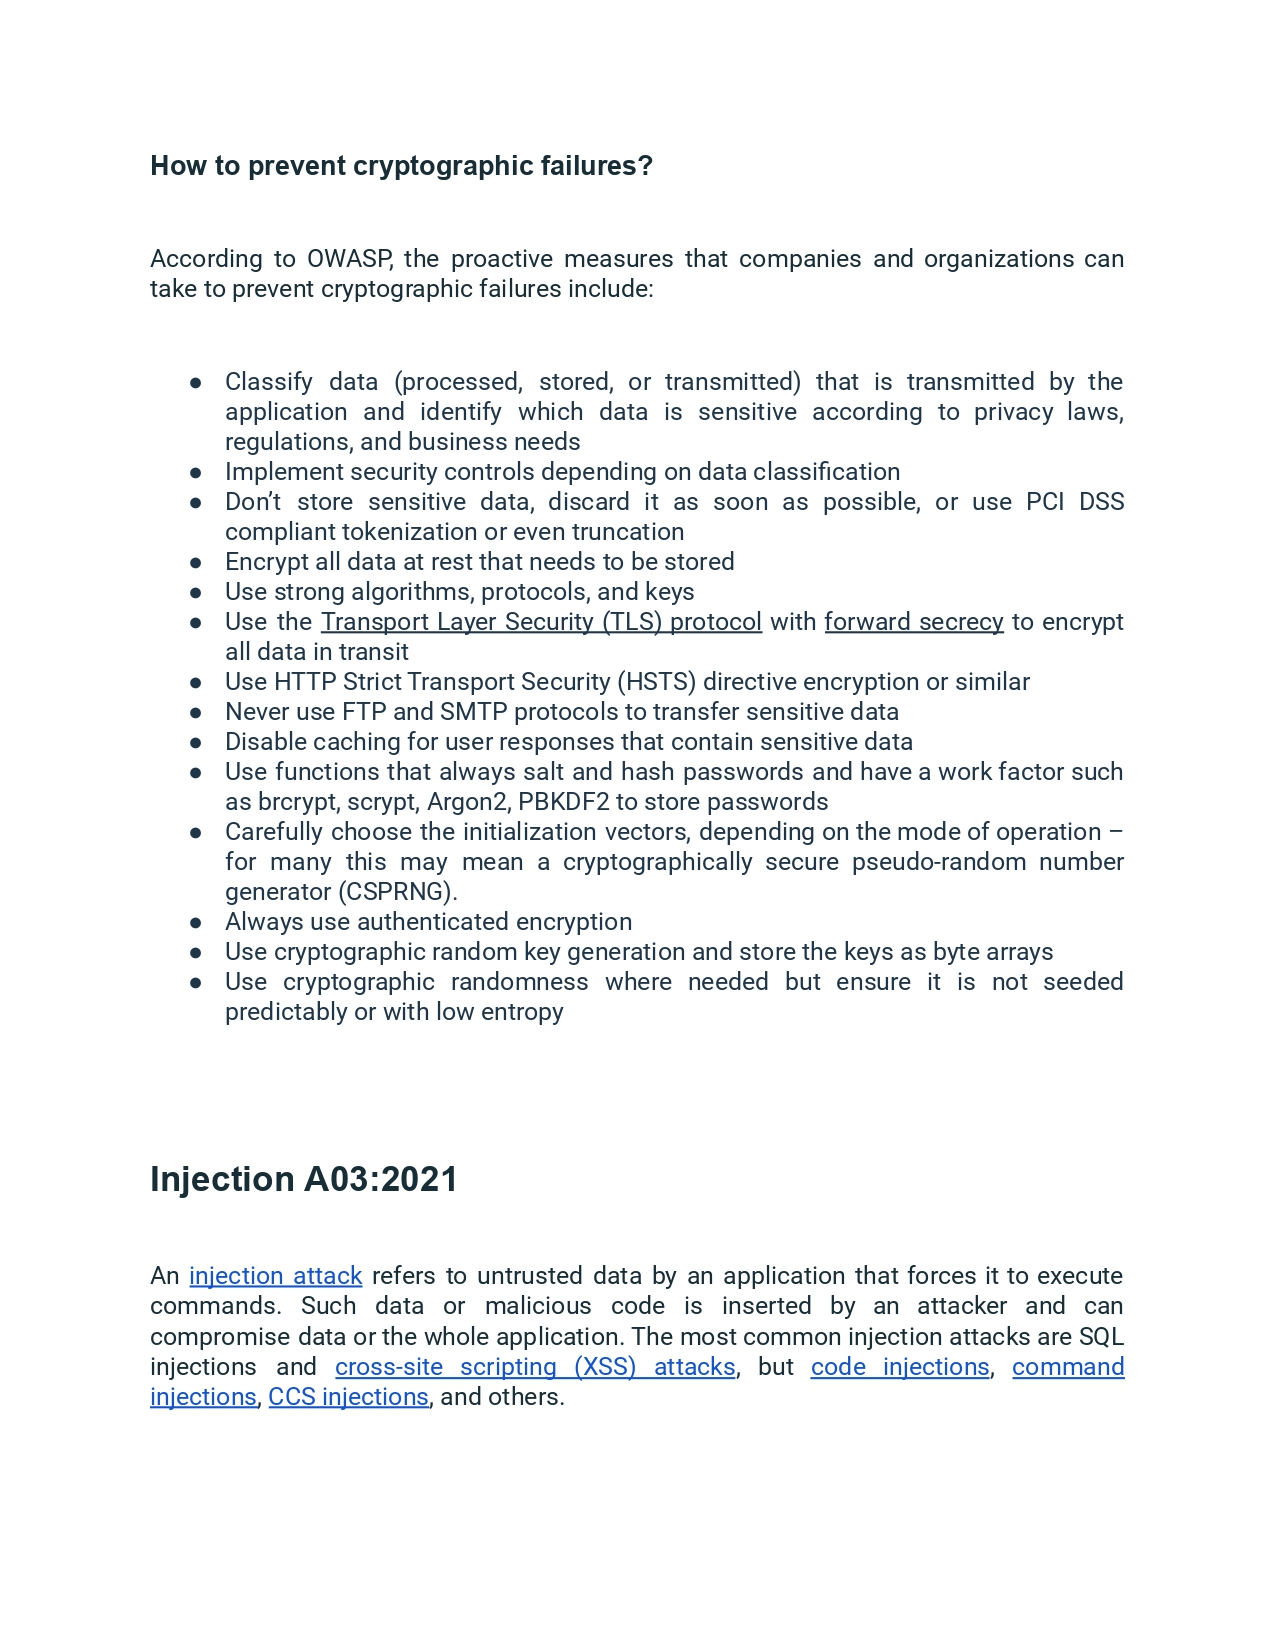 How to prevent cryptographic failures?
According to OWASP, the proactive measures that companies and organizations can
take to prevent cryptographic failures include:
● Classify data (processed, stored, or transmitted) that is transmitted by the
application and identify which data is sensitive according to privacy laws,
regulations, and business needs
● Implement security controls depending on data classification
● Don’t store sensitive data, discard it as soon as possible, or use PCI DSS
compliant tokenization or even truncation
● Encrypt all data at rest that needs to be stored
● Use strong algorithms, protocols, and keys
● Use the Transport Layer Security (TLS) protocol with forward secrecy to encrypt
all data in transit
● Use HTTP Strict Transport Security (HSTS) directive encryption or similar
● Never use FTP and SMTP protocols to transfer sensitive data
● Disable caching for user responses that contain sensitive data
● Use functions that always salt and hash passwords and have a work factor such
as brcrypt, scrypt, Argon2, PBKDF2 to store passwords
● Carefully choose the initialization vectors, depending on the mode of operation –
for many this may mean a cryptographically secure pseudo-random number
generator (CSPRNG).
● Always use authenticated encryption
● Use cryptographic random key generation and store the keys as byte arrays
● Use cryptographic randomness where needed but ensure it is not seeded
predictably or with low entropy
Injection A03:2021
An injection attack refers to untrusted data by an application that forces it to execute
commands. Such data or malicious code is inserted by an attacker and can
compromise data or the whole application. The most common injection attacks are SQL
injections and cross-site scripting (XSS) attacks, but code injections, command
injections, CCS injections, and others.